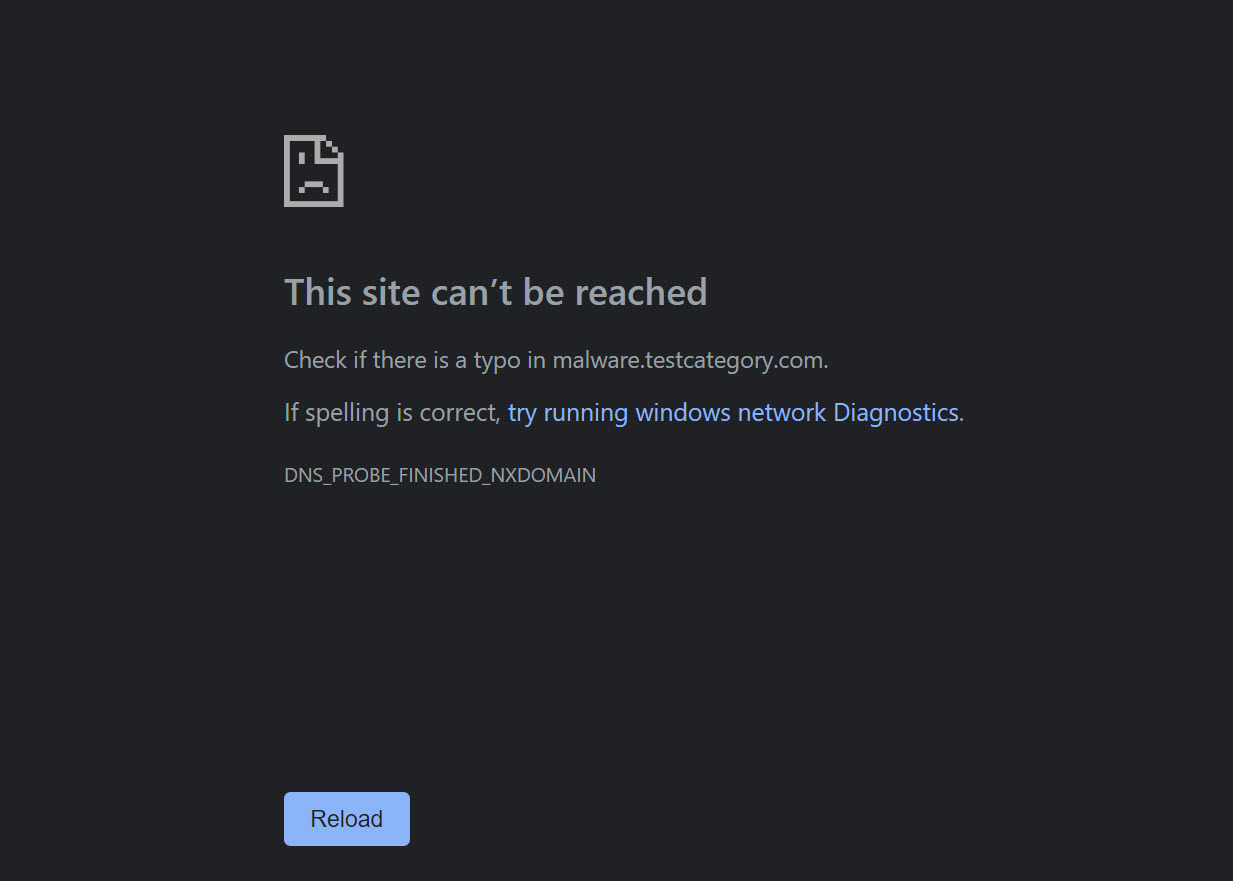 This site can’t be reached
Check if there is a typo in malware.testcategory.com.
If spelling is correct, try running windows network Diagnostics.
DNS_PROBE_FINISHED_NXDOMAIN
Reload